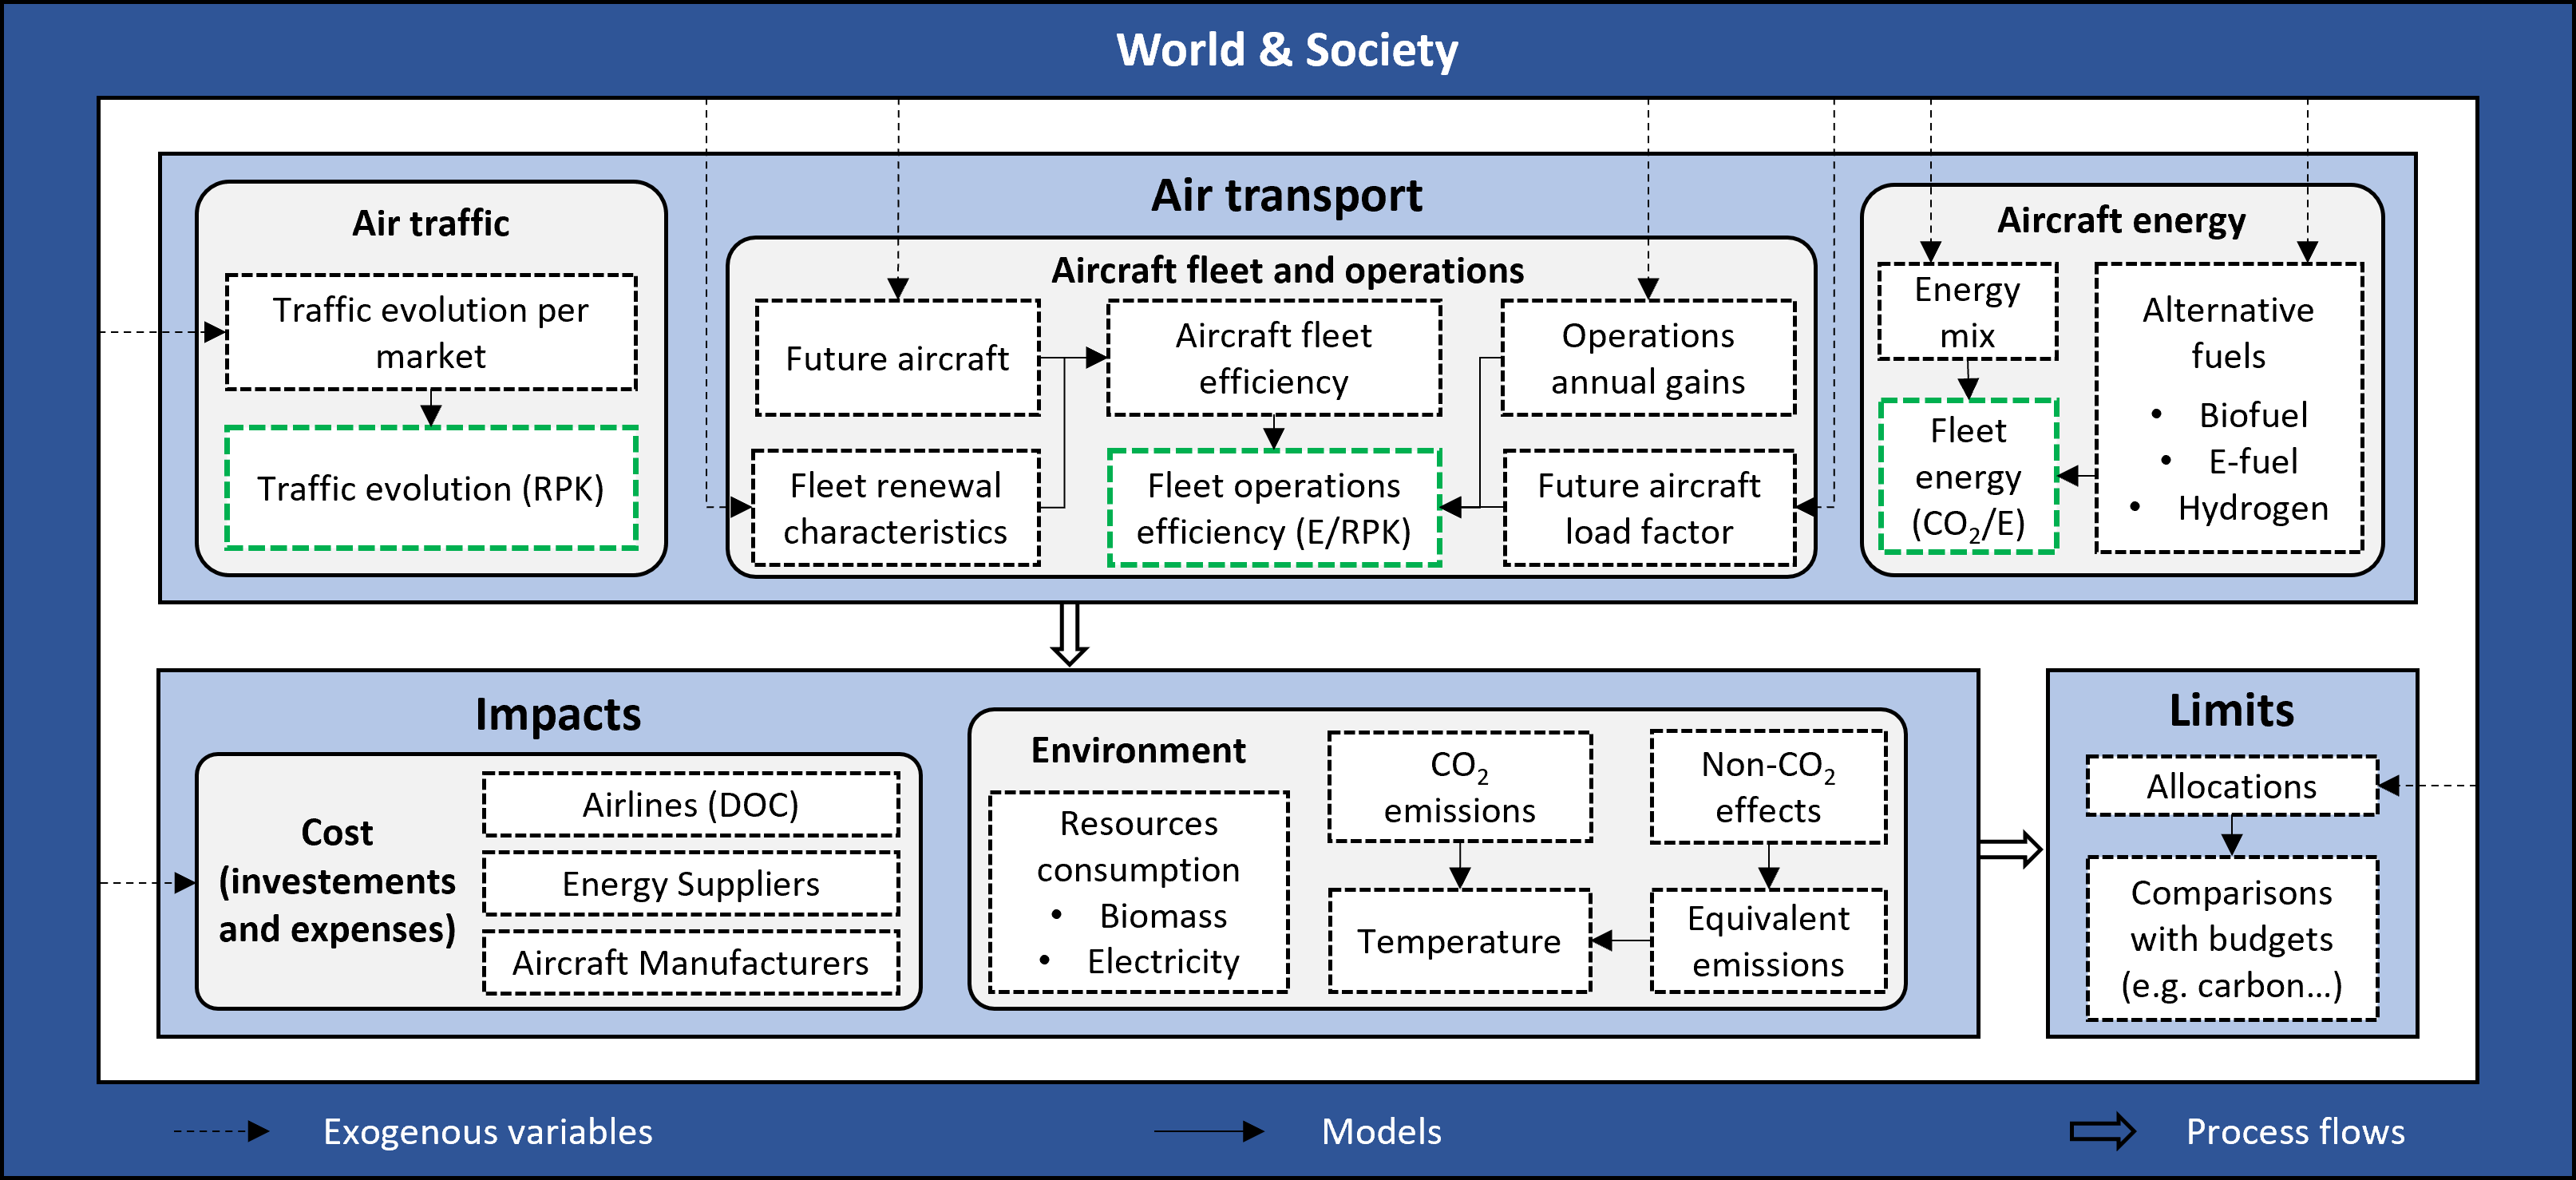 World & Society
Air transport
Air traffic
Traffic evolution per
market
Traffic evolution (RPK)
Aircraft fleet and operations
Future aircraft
Fleet renewal
characteristics
Aircraft fleet
efficiency
Fleet operations
efficiency (E/RPK)
Operations
annual gains
Future aircraft
load factor
Aircraft energy
Energy
mix
Fleet
energy
(CO₂/E)
Alternative
fuels
• Biofuel
• E-fuel
• Hydrogen
Impacts
Cost
(investements
and expenses)
Airlines (DOC)
Energy Suppliers
Aircraft Manufacturers
Environment
Resources
consumption
• Biomass
• Electricity
CO₂
emissions
Temperature
Non-CO₂
effects
Equivalent
emissions
Limits
Allocations
Comparisons
with budgets
(e.g. carbon...)
Exogenous variables
Models
Process flows